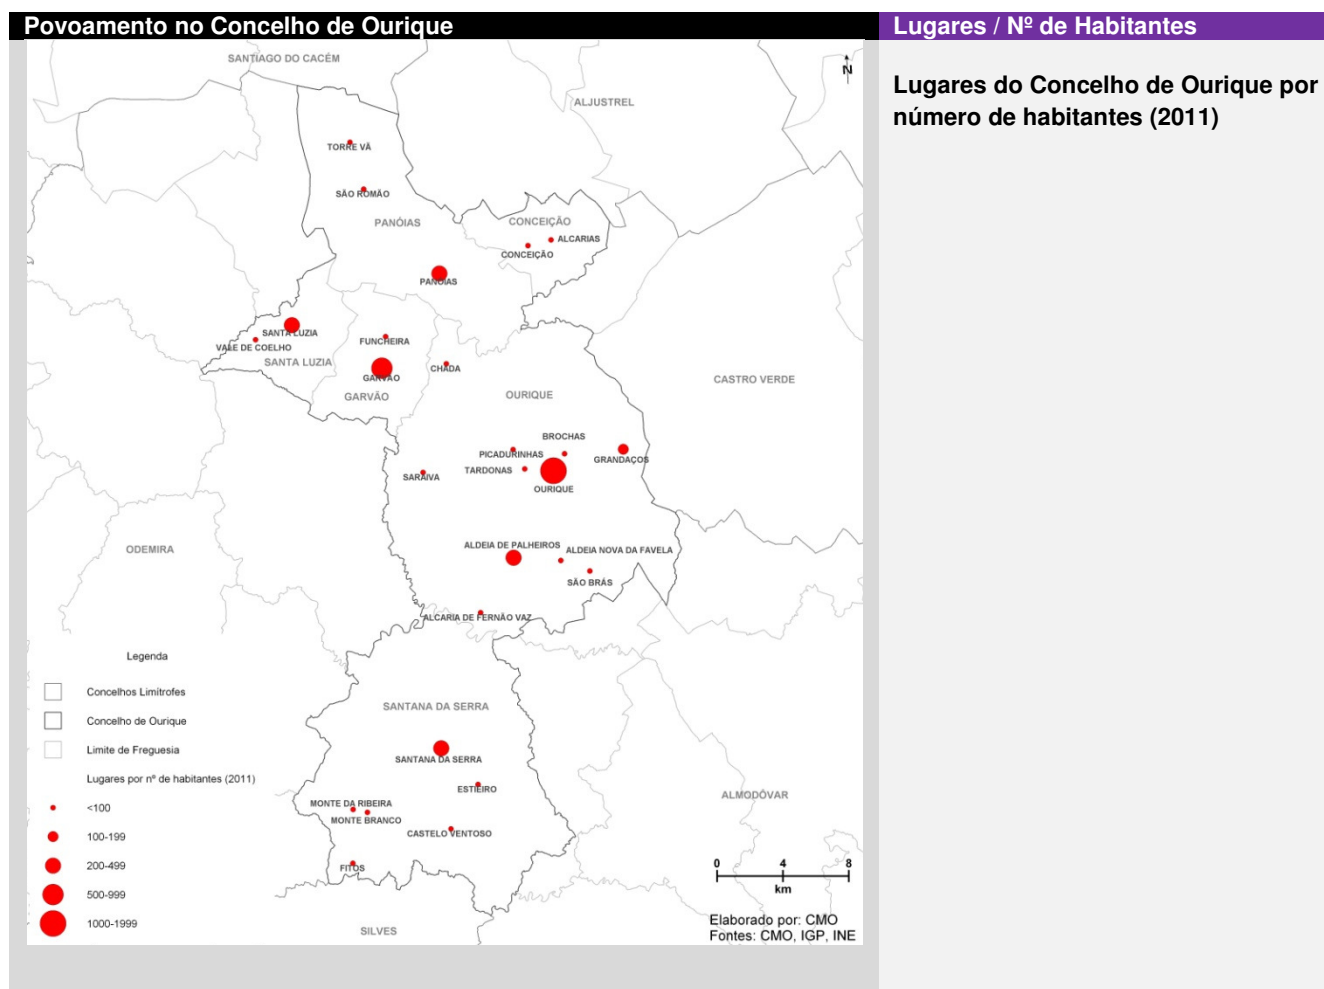 Povoamento no Concelho de Ourique
Lugares / Nº de Habitantes
Lugares do Concelho de Ourique por
número de habitantes (2011)
SANTIAGO DO CACÉM
N
ALJUSTREL
TORRE VÃ
SÃO ROMÃO
PANÓIAS
CONCEIÇÃO
ALCARIAS
CONCEIÇÃO
PANÓIAS
SANTA LUZIA
VALE DE COELHO
SANTA LUZIA
FUNCHEIRA
GARVÃO
GARVÃO
CHADA
OURIQUE
CASTRO VERDE
BROCHAS
PICADURINHAS
GRANDAÇOS
TARDONAS
SARAIVA
OURIQUE
ODEMIRA
ALDEIA DE PALHEIROS
ALDEIA NOVA DA FAVELA
SÃO BRÁS
ALCARIA DE FERNÃO VAZ
SANTANA DA SERRA
SANTANA DA SERRA
ESTIEIRO
MONTE DA RIBEIRA
MONTE BRANCO
CASTELO VENTOSO
FITOS
ALMODÔVAR
SILVES
Legenda
Concelhos Limítrofes
Concelho de Ourique
Limite de Freguesia
Lugares por nº de habitantes (2011)
<100
100-199
200-499
500-999
1000-1999
0 4 8
km
Elaborado por: CMO
Fontes: CMO, IGP, INE